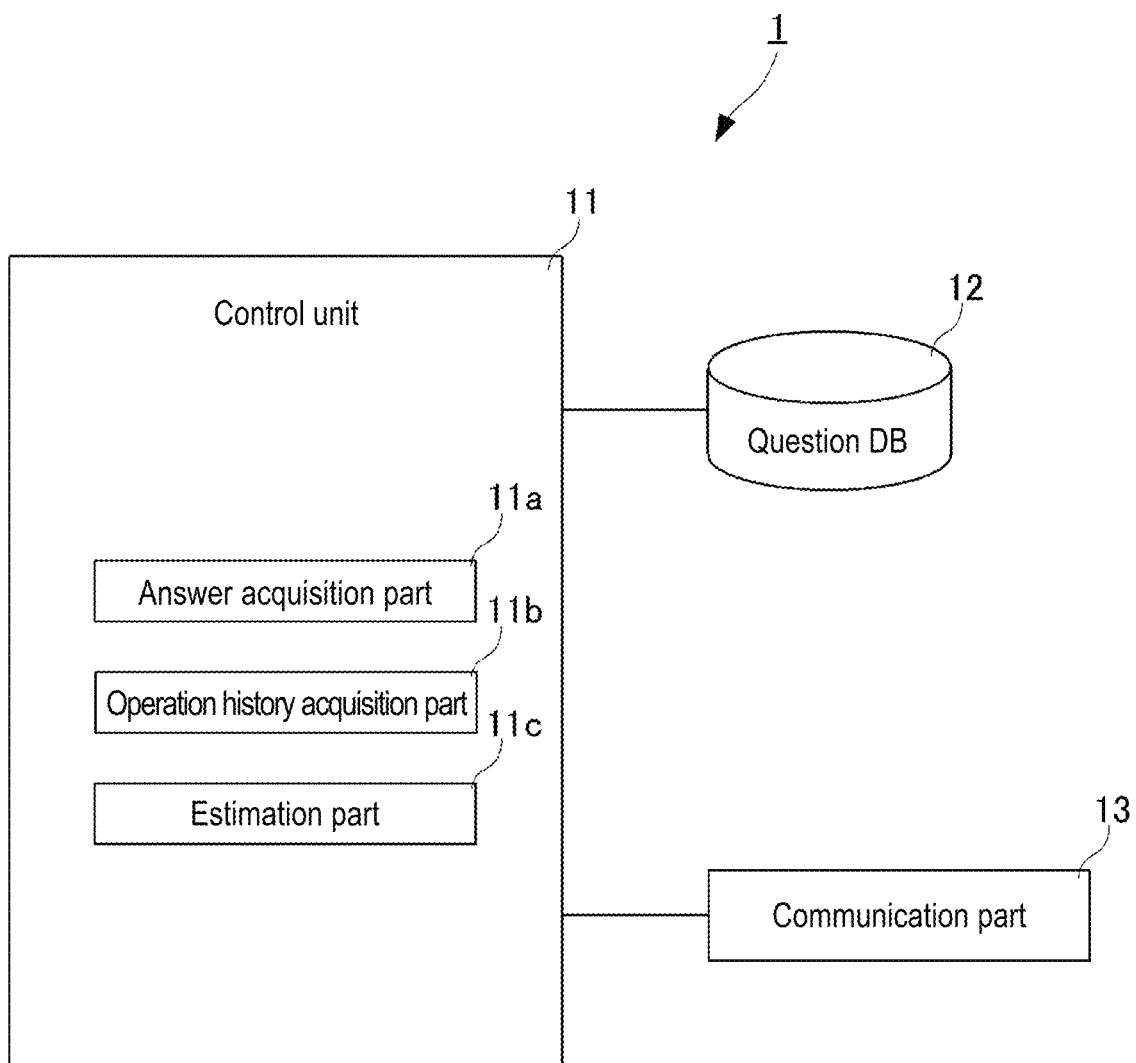 1
11
Control unit
12
Question DB
11a
Answer acquisition part
11b
Operation history acquisition part
11c
Estimation part
13
Communication part